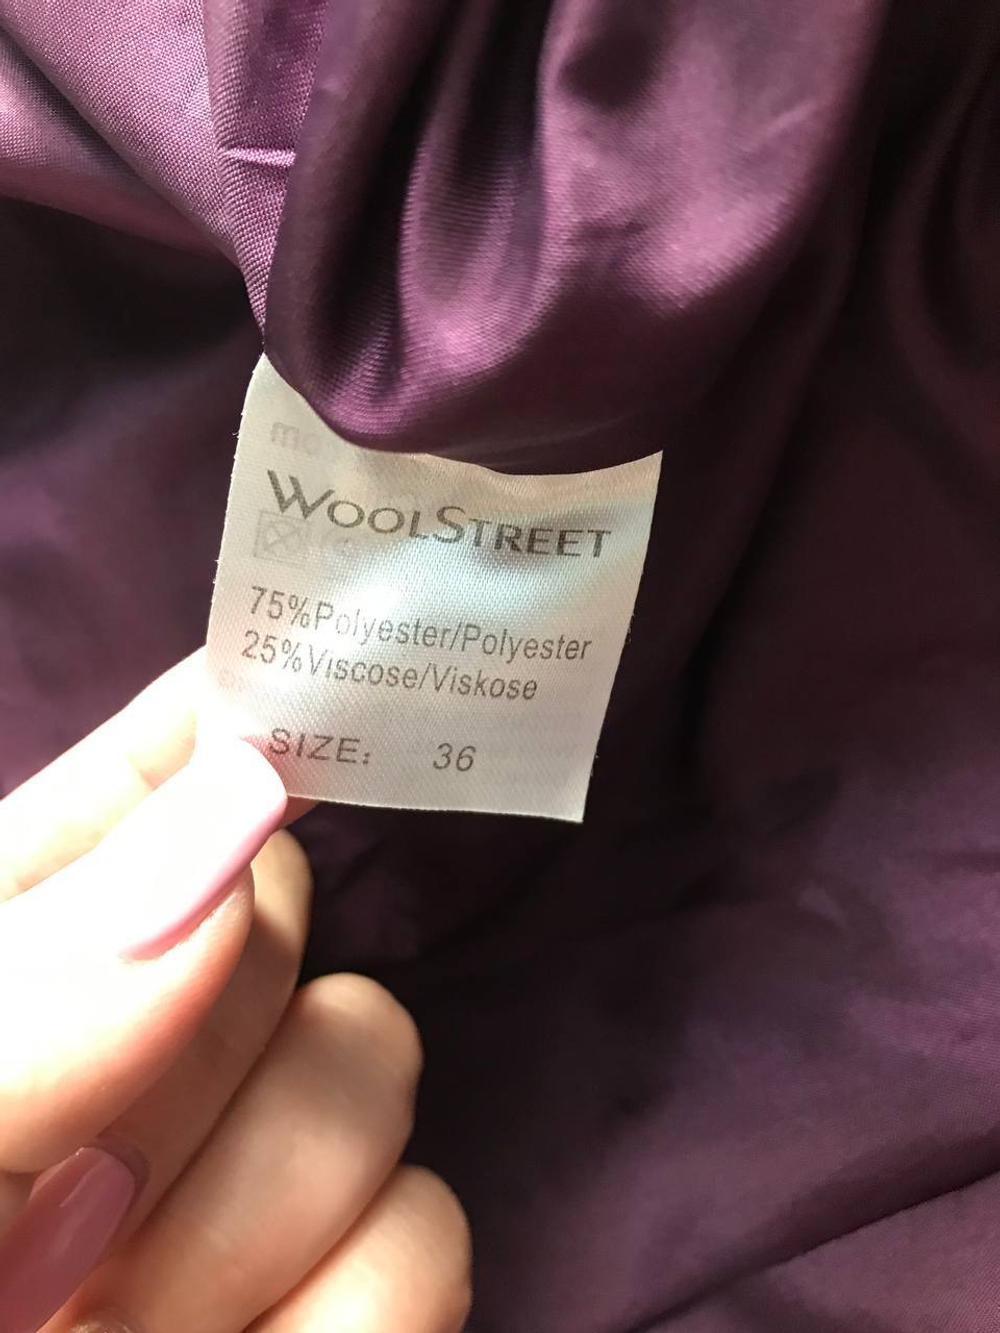 WOOLSTREET
75%Polyester/Polyester
25%Viscose/Viskose
SIZE: 36